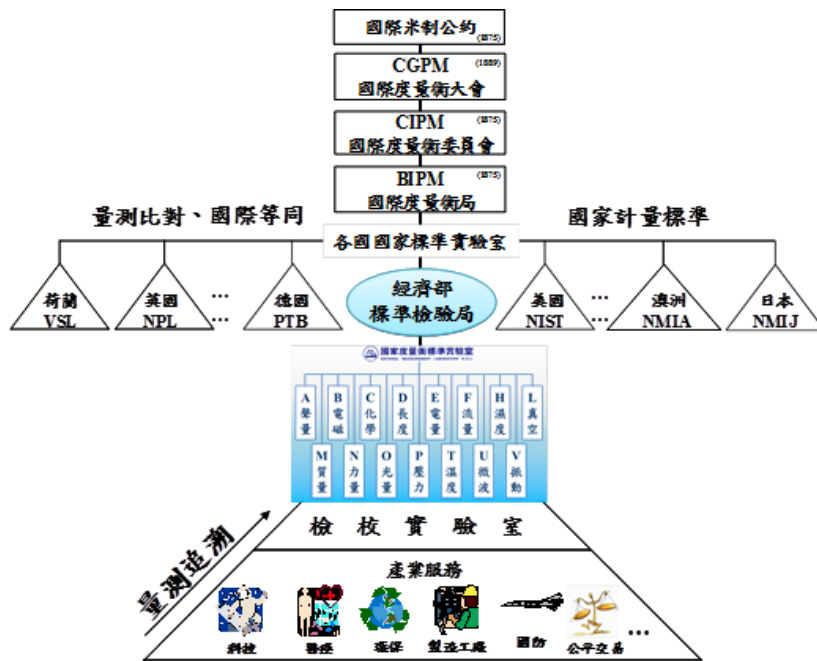 國際米制公約
(1875)
CGPM (1889)
國際度量衡大會
CIPM (1875)
國際度量衡委員會
BIPM (1875)
國際度量衡局
量測比對、國際等同
國家計量標準
各國國家標準實驗室
荷蘭
VSL
英國
NPL
...
...
德國
PTB
經濟部
標準檢驗局
美國
NIST
...
...
澳洲
NMIA
日本
NMIJ
國家度量衡標準實驗室
NATIONAL MEASUREMENT LABORATORY R.O.C.
A
聲量
B
電磁
C
化學
D
長度
E
電量
F
流量
H
濕度
L
真空
M
質量
N
力量
O
光量
P
壓力
T
溫度
U
微波
V
振動
量測追溯
檢校實驗室
產業服務
科技
醫療
環保
製造工廠
國防
公平交易
...